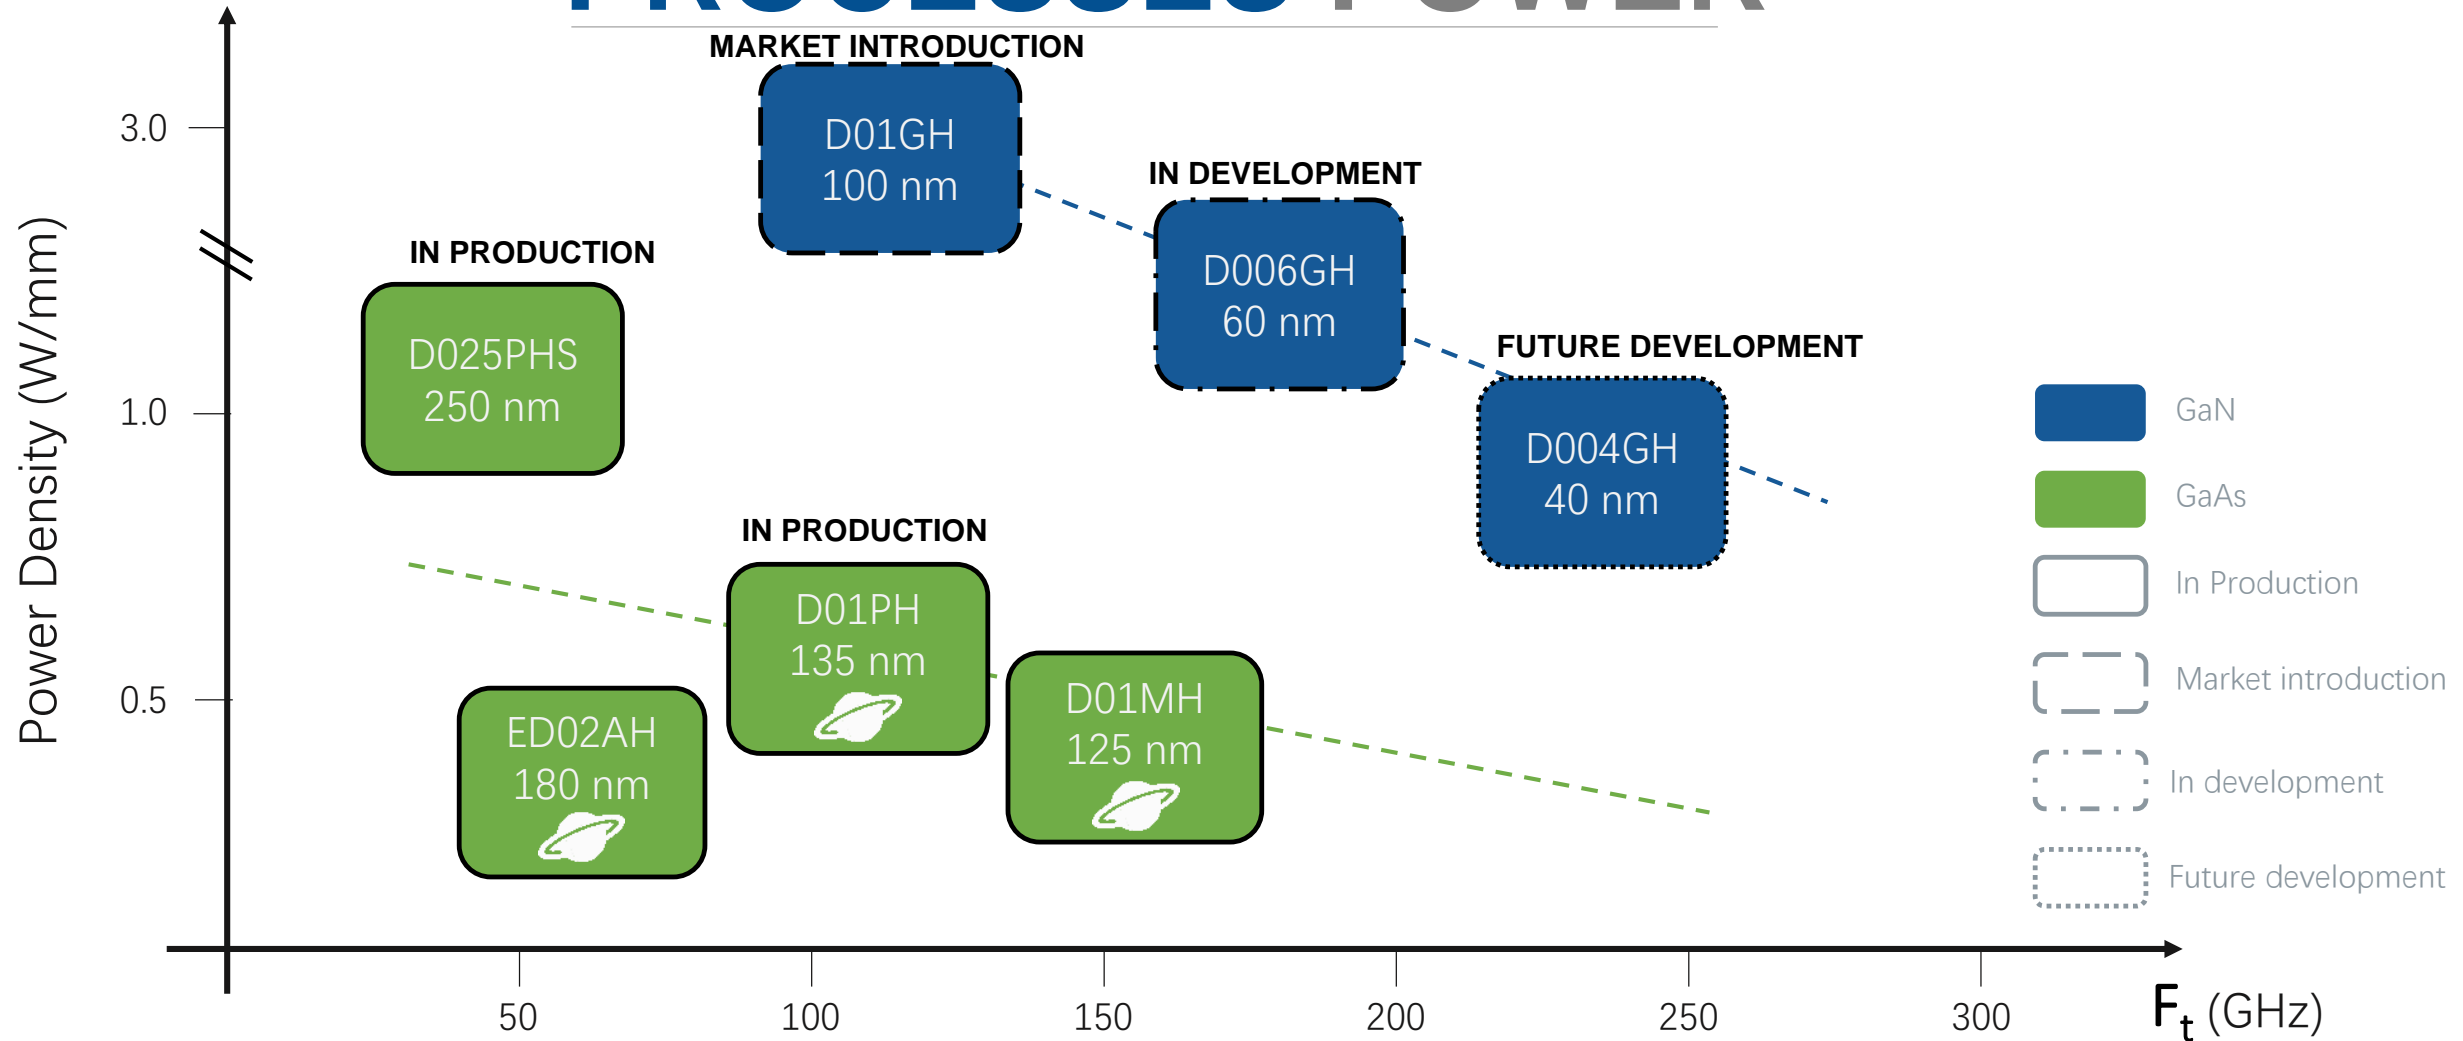 PROCESSES POWER
MARKET INTRODUCTION
3.0
D01GH
100 nm
IN DEVELOPMENT
D006GH
60 nm
IN PRODUCTION
D025PHS
250 nm
FUTURE DEVELOPMENT
D004GH
40 nm
1.0
Power Density (W/mm)
IN PRODUCTION
D01PH
135 nm
0.5
ED02AH
180 nm
D01MH
125 nm
GaN
GaAs
In Production
Market introduction
In development
Future development
50
100
150
200
250
300
Ft (GHz)